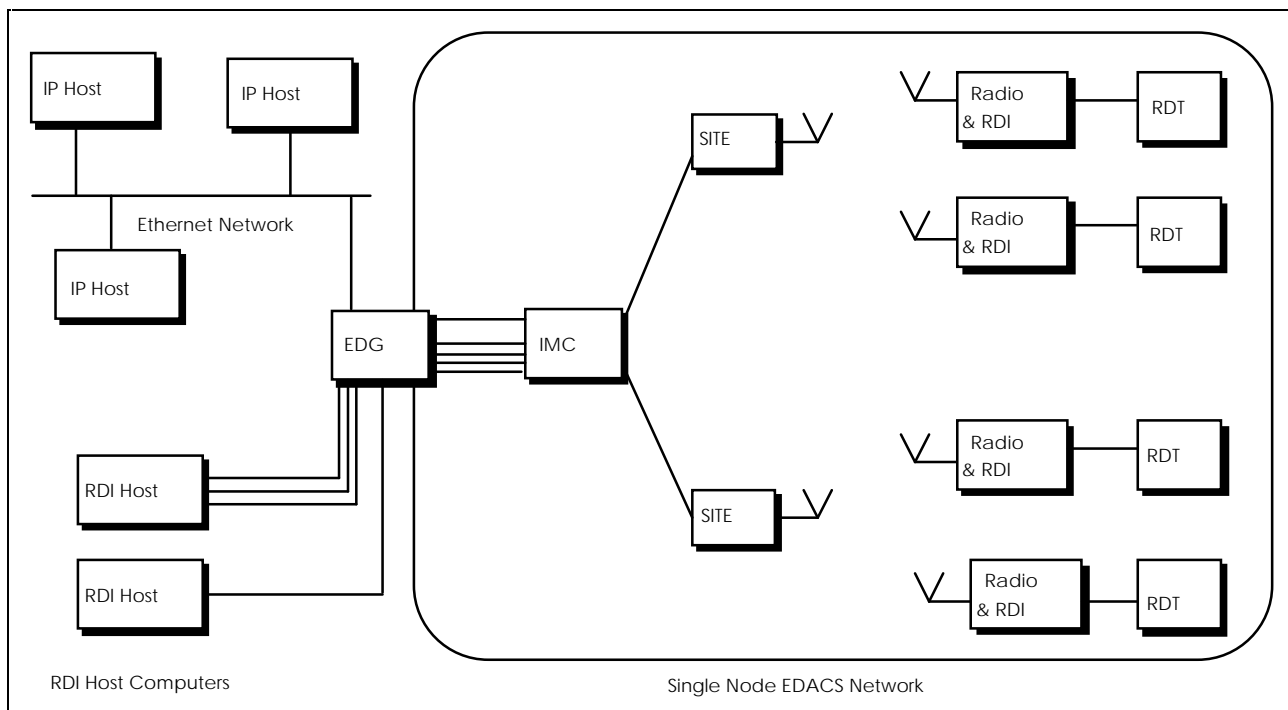 IP Host
IP Host
Ethernet Network
IP Host
EDG
IMC
SITE
SITE
Radio
& RDI
RDT
Radio
& RDI
RDT
Radio
& RDI
RDT
Radio
& RDI
RDT
RDI Host
RDI Host
RDI Host Computers
Single Node EDACS Network